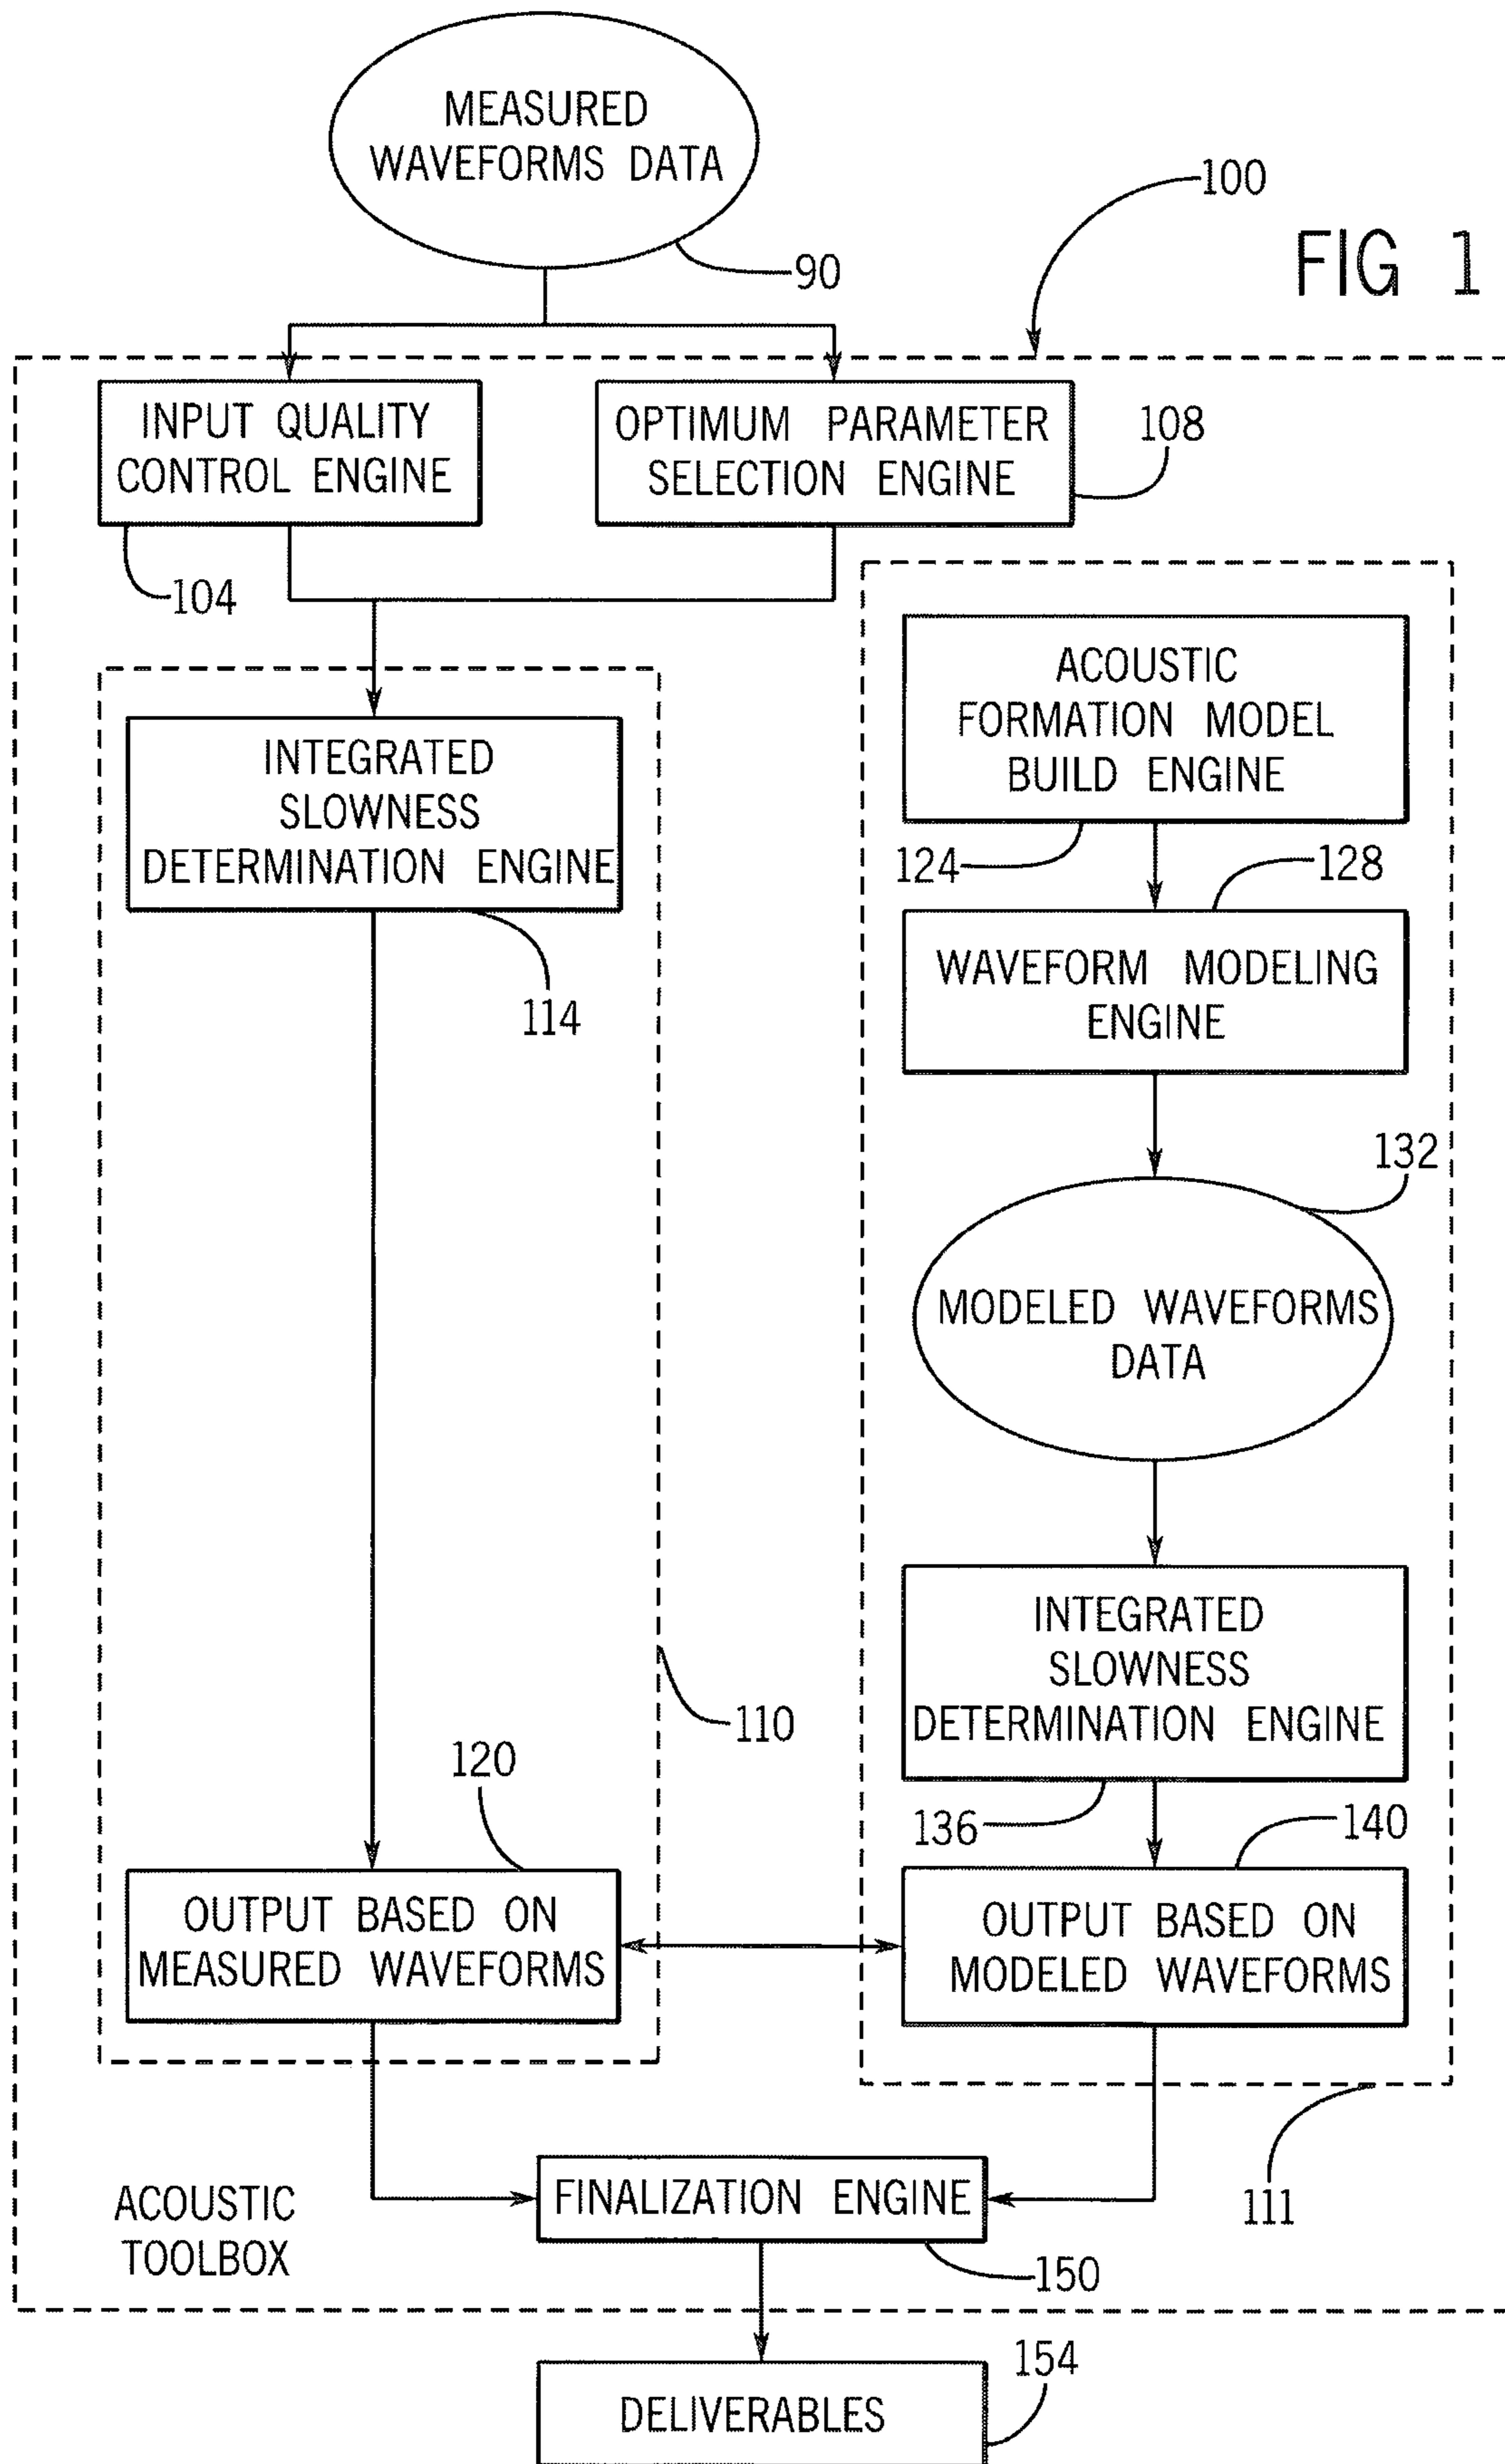 MEASURED
WAVEFORMS DATA
90
100
FIG 1
INPUT QUALITY
CONTROL ENGINE
104
OPTIMUM PARAMETER
SELECTION ENGINE
108
INTEGRATED
SLOWNESS
DETERMINATION ENGINE
114
ACOUSTIC
FORMATION MODEL
BUILD ENGINE
124
128
WAVEFORM MODELING
ENGINE
132
MODELED WAVEFORMS
DATA
INTEGRATED
SLOWNESS
DETERMINATION ENGINE
110
120
136
140
OUTPUT BASED ON
MEASURED WAVEFORMS
OUTPUT BASED ON
MODELED WAVEFORMS
111
ACOUSTIC
TOOLBOX
FINALIZATION ENGINE
150
154
DELIVERABLES